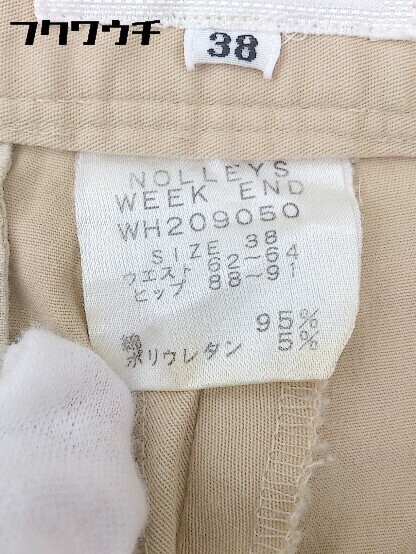 フクワウチ
38
NOLLEYS
WEEK END
WH209050
SIZE 38
ウエスト 62~64
ヒップ 88~91
綿 95%
ポリウレタン 5%